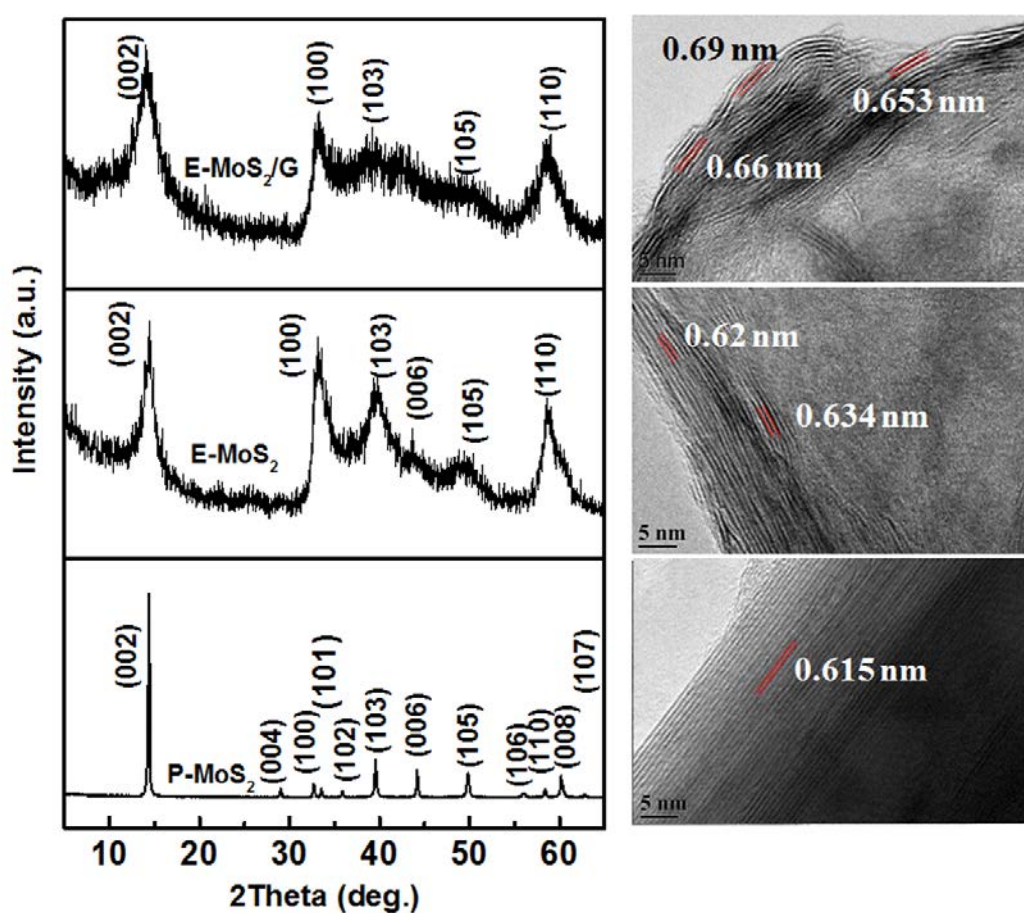 Intensity (a.u.)
(002)
(100)
(103)
(105)
(110)
E-MoS₂/G
(002)
(100)
(103)
(006)
(105)
(110)
E-MoS₂
(002)
(004)
(100)
(101)
(102)
(103)
(006)
(105)
(106)
(110)
(008)
(107)
P-MoS₂
10 20 30 40 50 60
2Theta (deg.)
0.69 nm
0.653 nm
0.66 nm
5 nm
0.62 nm
0.634 nm
5 nm
0.615 nm
5 nm